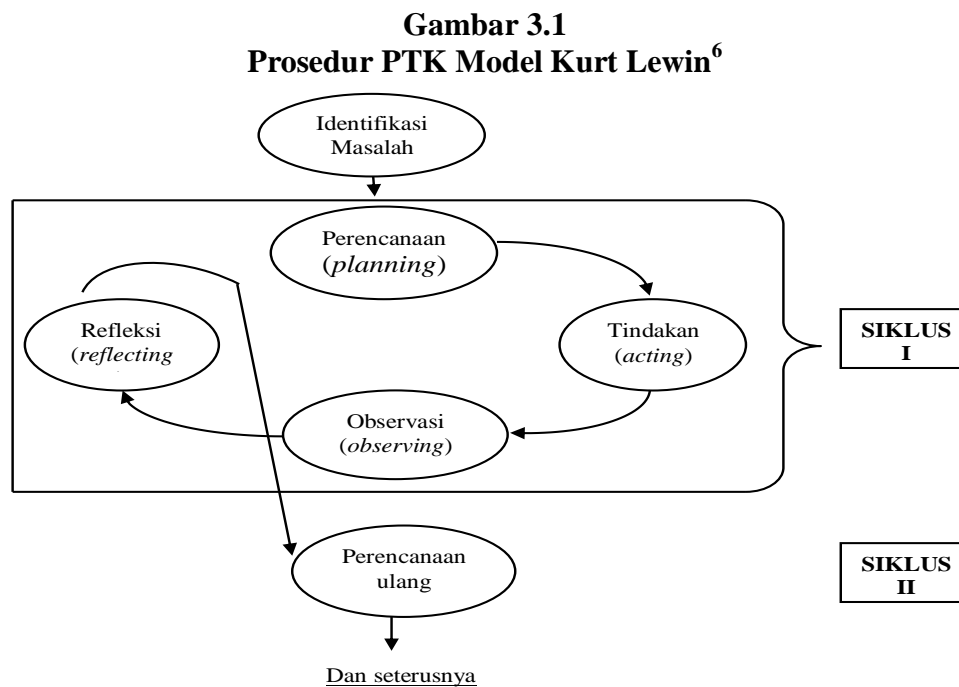 Gambar 3.1
Prosedur PTK Model Kurt Lewin⁶
Identifikasi
Masalah
Perencanaan
(planning)
Refleksi
(reflecting
Tindakan
(acting)
SIKLUS
I
Observasi
(observing)
Perencanaan
ulang
SIKLUS
II
Dan seterusnya